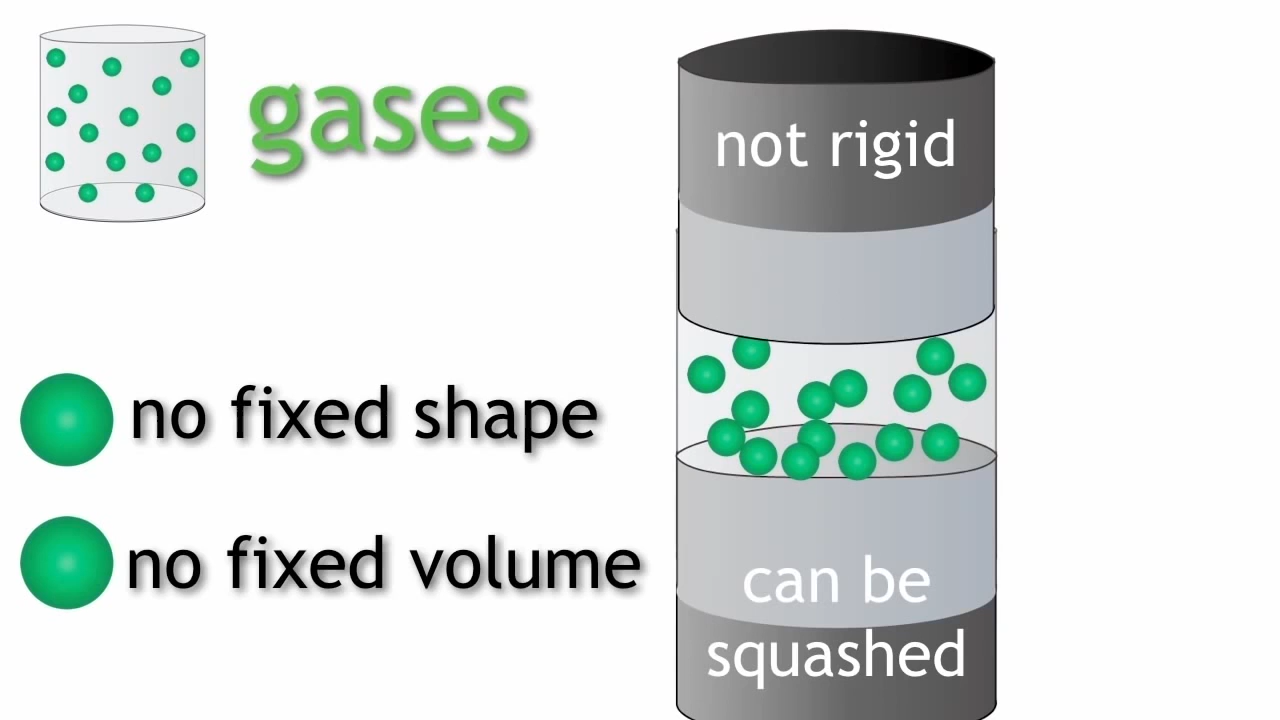 gases
not rigid
no fixed shape
no fixed volume
can be
squashed